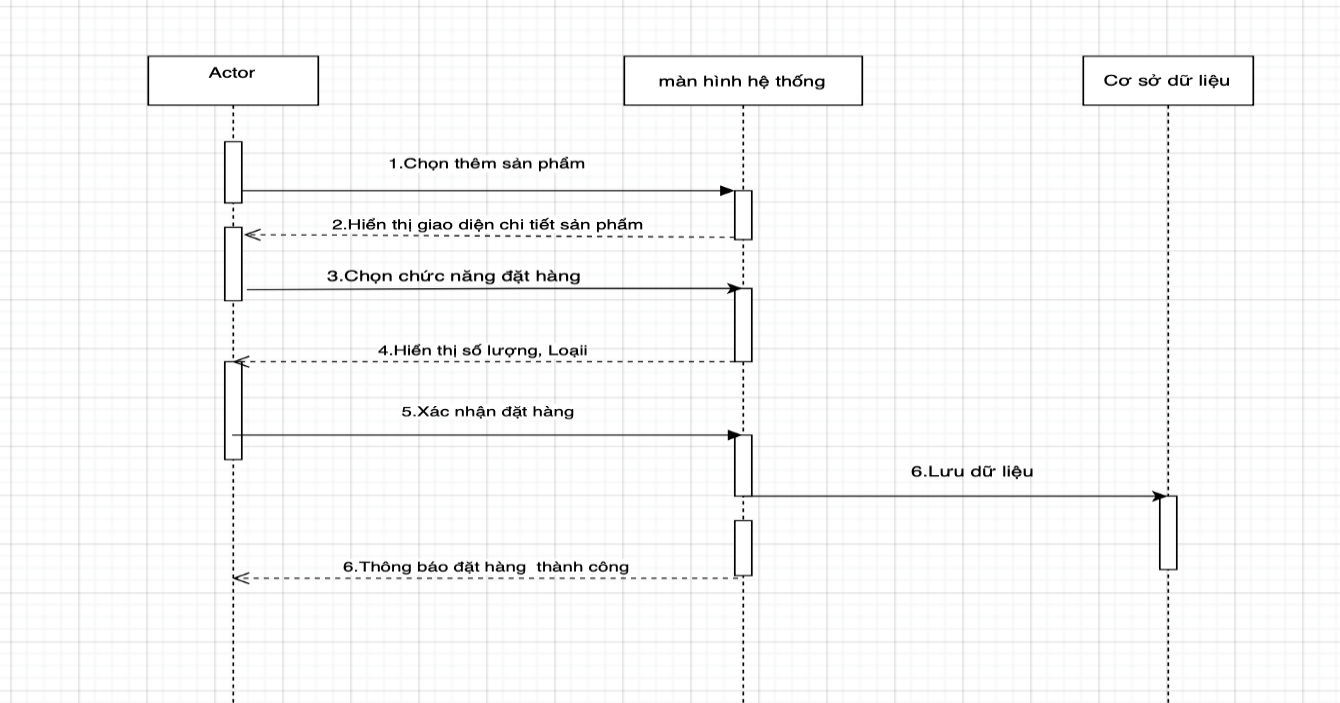 Actor
màn hình hệ thống
Cơ sở dữ liệu
1.Chọn thêm sản phẩm
2.Hiển thị giao diện chi tiết sản phẩm
3.Chọn chức năng đặt hàng
4.Hiển thị số lượng, Loạii
5.Xác nhận đặt hàng
6.Lưu dữ liệu
6.Thông báo đặt hàng thành công